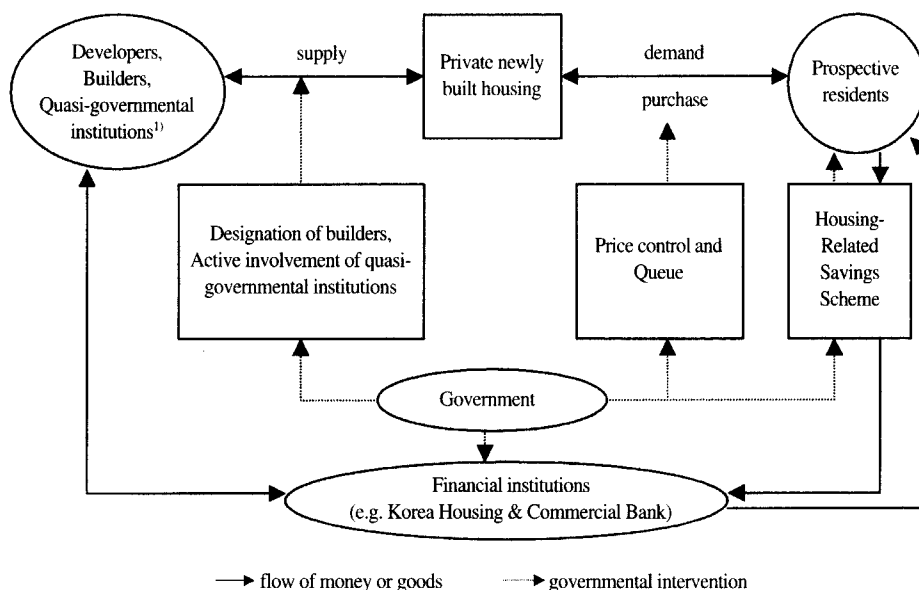 Developers,
Builders,
Quasi-governmental
institutions1)
supply
Private newly
built housing
demand
purchase
Prospective
residents
Designation of builders,
Active involvement of quasi-
governmental institutions
Price control and
Queue
Housing-
Related
Savings
Scheme
Government
Financial institutions
(e.g. Korea Housing & Commercial Bank)
flow of money or goods
governmental intervention